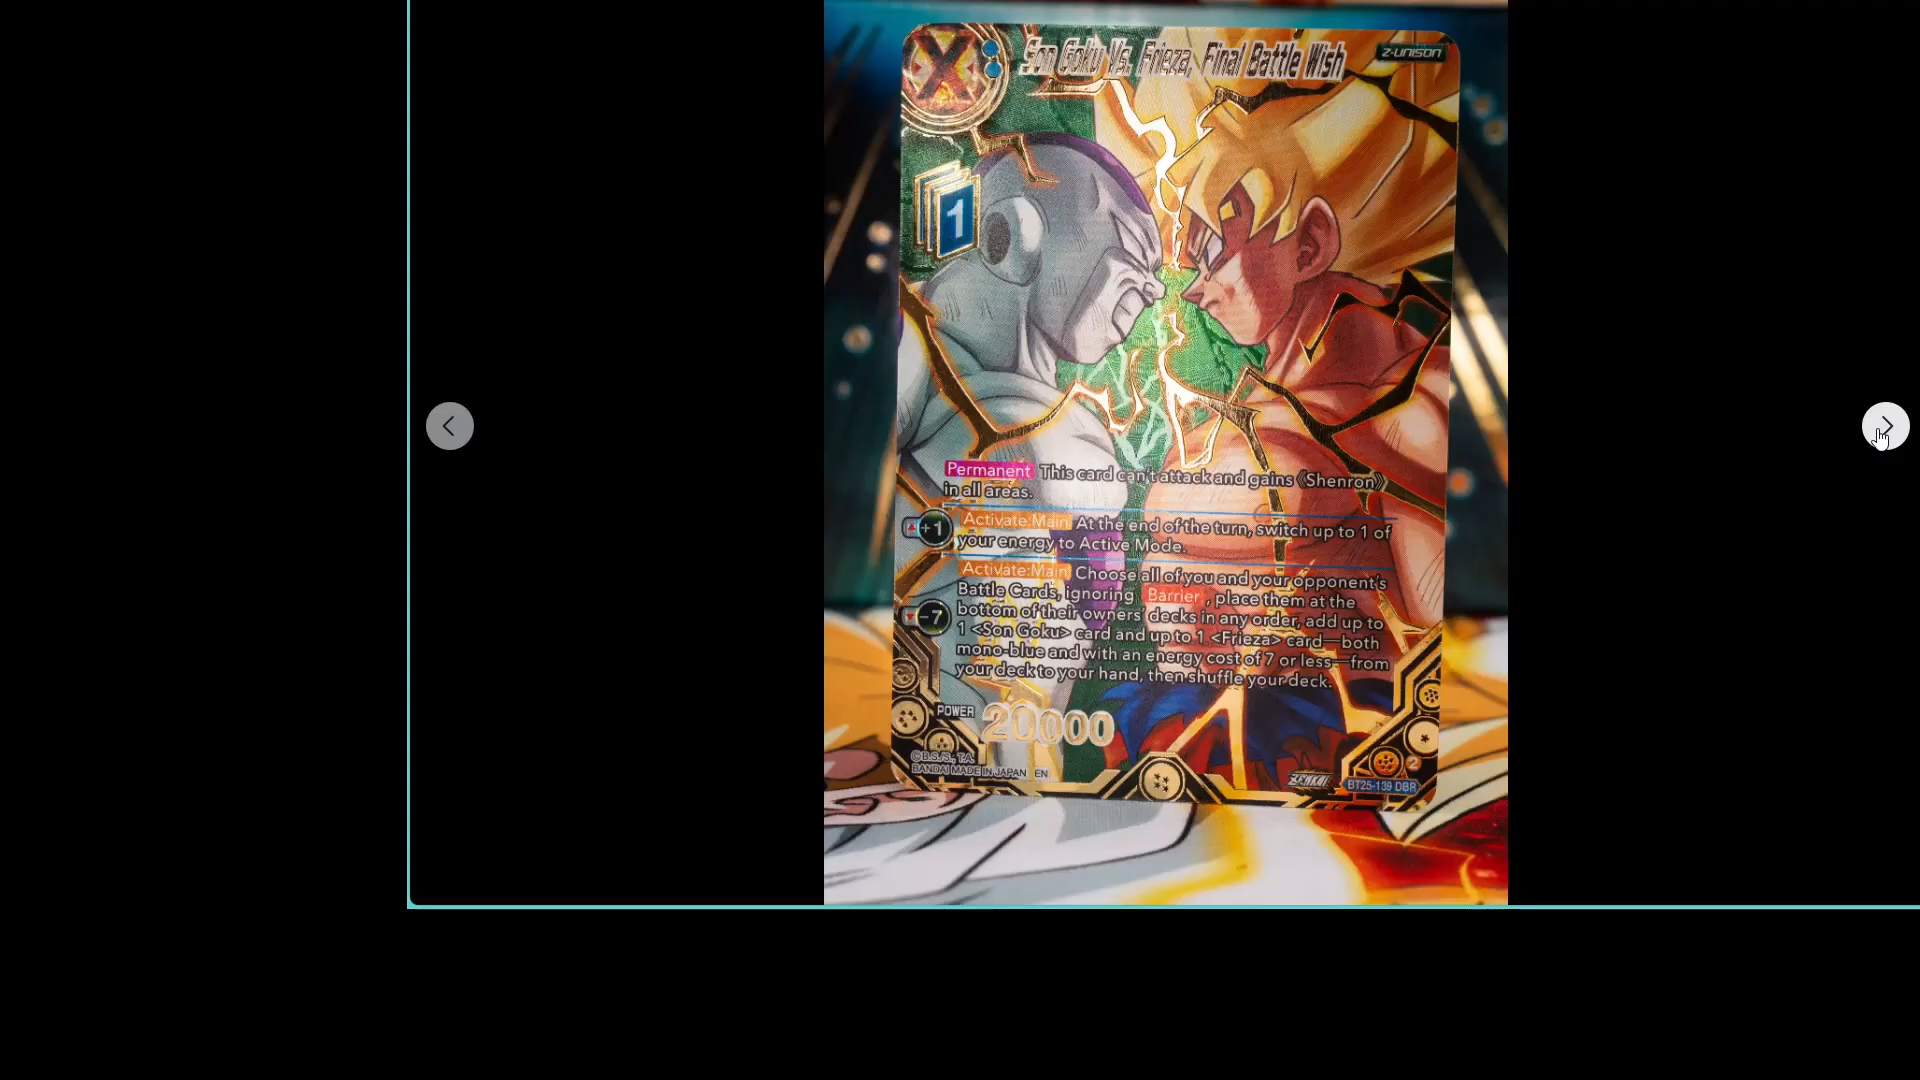 X
Son Goku Vs. Frieza, Final Battle Wish
Z-UNISON
1
Permanent This card can't attack and gains 《Shenron》
in all areas.
+1
Activate:Main At the end of the turn, switch up to 1 of
your energy to Active Mode.
-7
Activate:Main Choose all of you and your opponent's
Battle Cards, ignoring Barrier, place them at the
bottom of their owners' decks in any order, add up to
1 <Son Goku> card and up to 1 <Frieza> card—both
mono-blue and with an energy cost of 7 or less—from
your deck to your hand, then shuffle your deck.
POWER 20000
©B.S./S., T.A.
BANDAI MADE IN JAPAN EN
ZENKAI
2
BT25-139 DBR